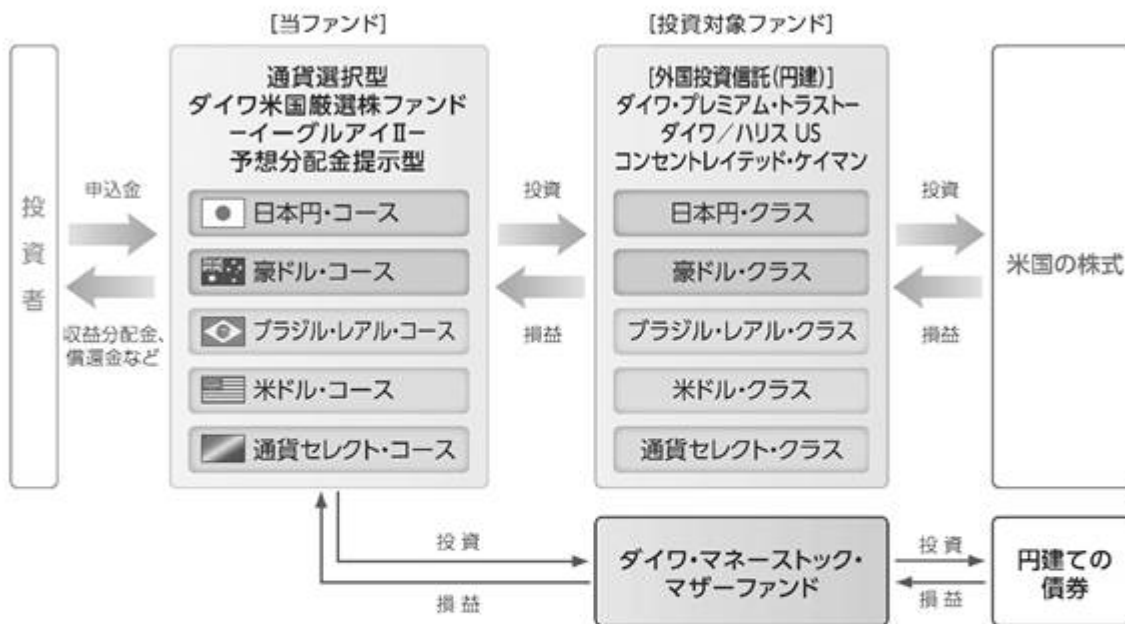 [当ファンド]
[投資対象ファンド]
投資者
申込金
収益分配金、
償還金など
通貨選択型
ダイワ米国厳選株ファンド
－イーグルアイⅡ－
予想分配金提示型
日本円・コース
豪ドル・コース
ブラジル・レアル・コース
米ドル・コース
通貨セレクト・コース
投資
損益
[外国投資信託(円建)]
ダイワ・プレミアム・トラストー
ダイワ／ハリス US
コンセントレイテッド・ケイマン
日本円・クラス
豪ドル・クラス
ブラジル・レアル・クラス
米ドル・クラス
通貨セレクト・クラス
投資
損益
米国の株式
投資
損益
ダイワ・マネーストック・
マザーファンド
投資
損益
円建ての
債券